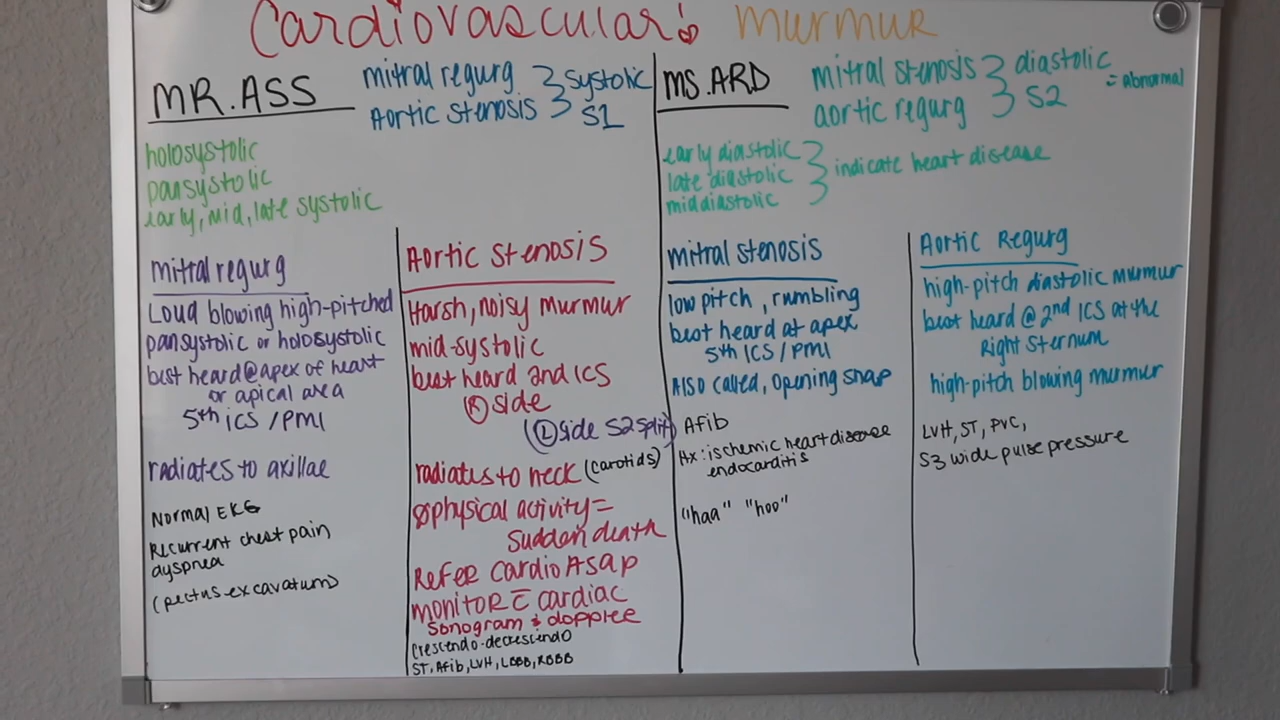 Cardiovascular: murmur
MR. ASS
mitral regurg
Aortic stenosis
systolic
S1
holosystolic
pansystolic
early, mid, late systolic
MS. ARD
mitral stenosis
aortic regurg
diastolic
S2
= abnormal
early diastolic
late diastolic
mid diastolic
indicate heart disease
mitral regurg
Loud blowing high-pitched
pansystolic or holosystolic
best heard @ apex of heart
or apical area
5th ICS / PMI
radiates to axillae
Normal EKG
Recurrent chest pain
dyspnea
(pectus excavatum)
Aortic stenosis
Harsh, noisy murmur
mid-systolic
best heard 2nd ICS
(R) side
(L) side S2 split)
radiates to neck (carotids)
Øphysical activity =
Sudden death
Refer cardio Asap
monitor c̄ cardiac
Sonogram & doppler
Crescendo-decrescendo
ST, Afib, LVH, LBBB, RBBB
mitral stenosis
low pitch, rumbling
best heard at apex
5th ICS / PMI
Also called, opening snap
Afib
Hx: ischemic heart disease
endocarditis
"haa" "hoo"
Aortic Regurg
high-pitch diastolic murmur
best heard @ 2nd ICS at the
Right Sternum
high-pitch blowing murmur
LVH, ST, PVC,
S3 wide pulse pressure